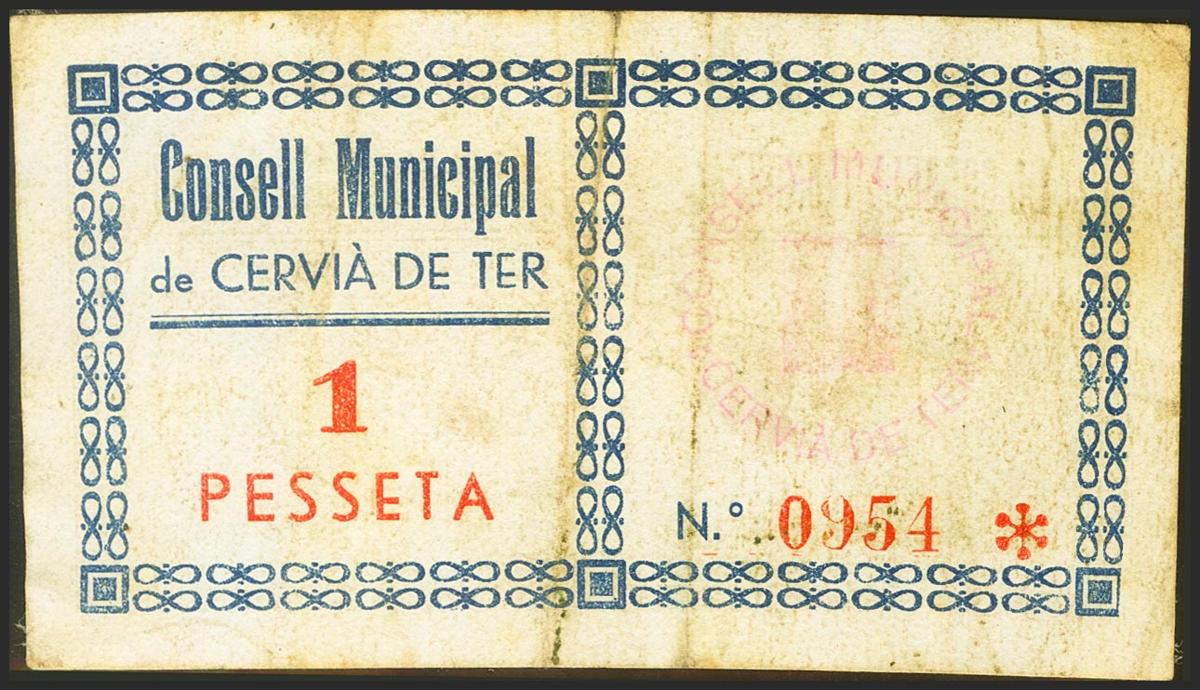 Consell Municipal
de CERVIÀ DE TER
1
PESSETA
CONSELL MUNICIPAL
CERVIÀ DE TER
N.º 0954 *